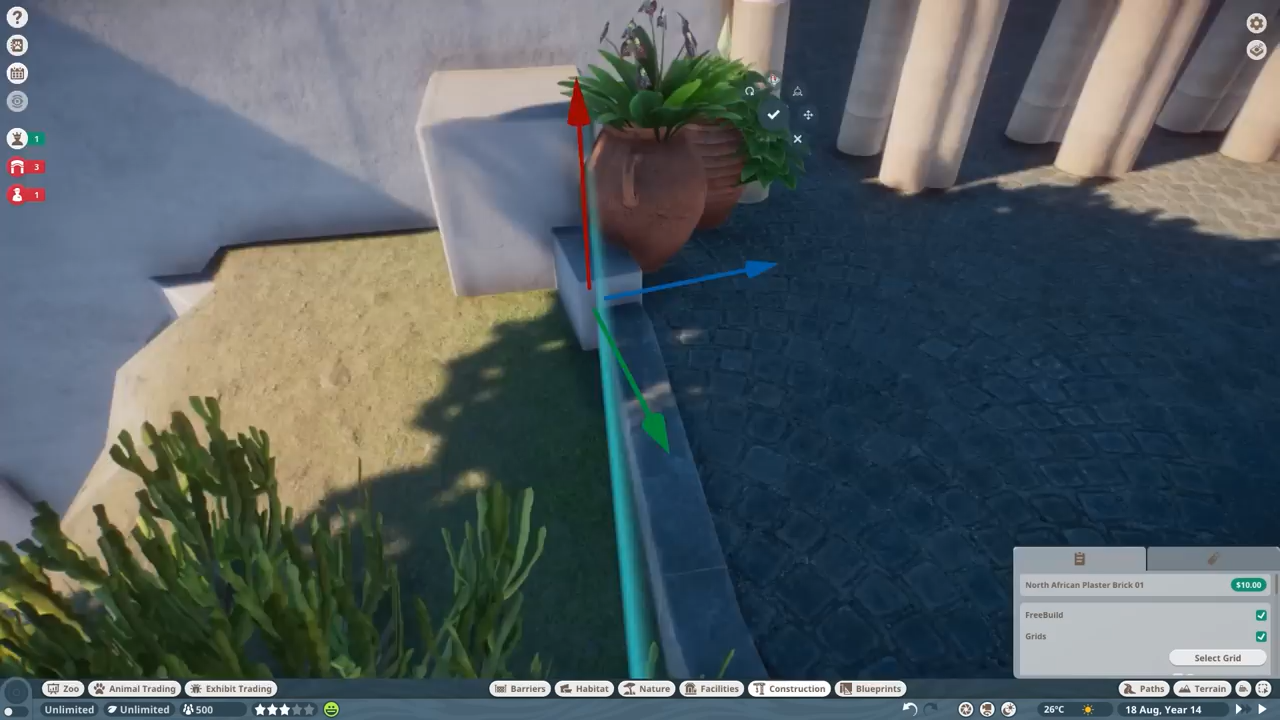 ?
1
3
1
North African Plaster Brick 01 $10.00
FreeBuild
Grids
Select Grid
Zoo Animal Trading Exhibit Trading Barriers Habitat Nature Facilities Construction Blueprints Paths Terrain
Unlimited Unlimited 500 26°C 18 Aug, Year 14